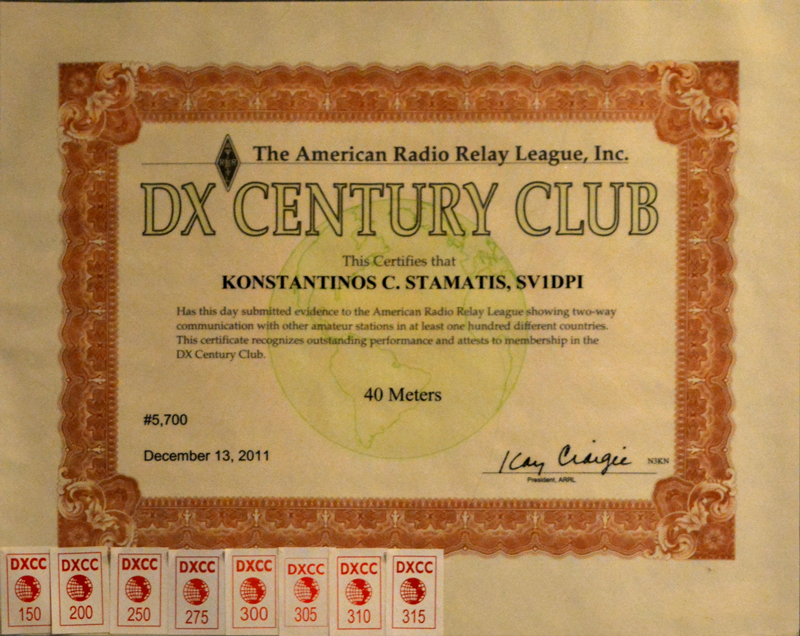 The American Radio Relay League, Inc.
DX CENTURY CLUB
This Certifies that
KONSTANTINOS C. STAMATIS, SV1DPI
Has this day submitted evidence to the American Radio Relay League showing two-way
communication with other amateur stations in at least one hundred different countries.
This certificate recognizes outstanding performance and attests to membership in the
DX Century Club.
40 Meters
#5,700
December 13, 2011
Kay Craigie N3KN
President, ARRL
DXCC DXCC DXCC DXCC DXCC DXCC DXCC DXCC
150 200 250 275 300 305 310 315